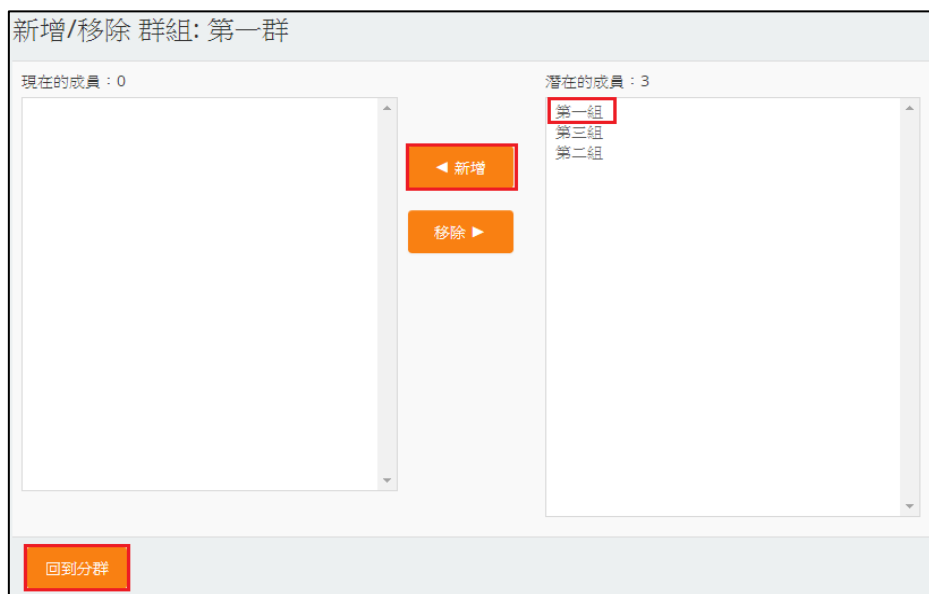 新增/移除 群組: 第一群
現在的成員：0
潛在的成員：3
第一組
第三組
第二組
◄ 新增
移除 ►
回到分群